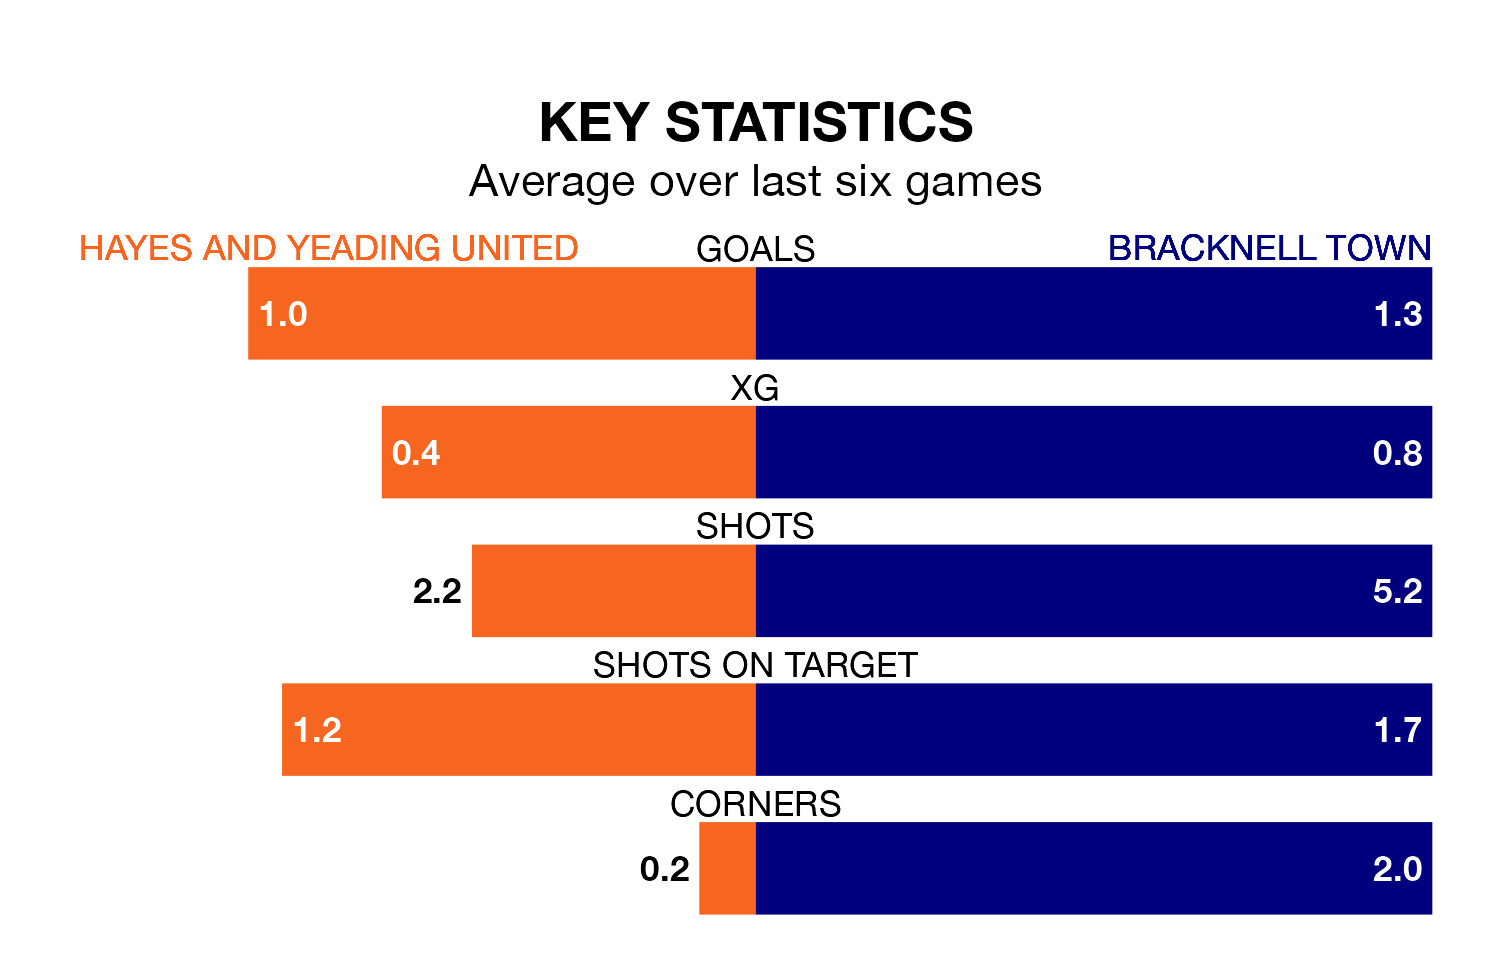 KEY STATISTICS
Average over last six games
HAYES AND YEADING UNITED GOALS BRACKNELL TOWN
1.0 1.3
XG
0.4 0.8
SHOTS
2.2 5.2
SHOTS ON TARGET
1.2 1.7
CORNERS
0.2 2.0